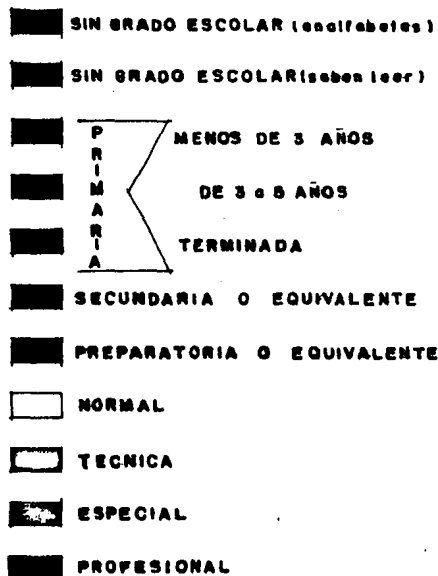 SIN GRADO ESCOLAR (analfabetas)
SIN GRADO ESCOLAR (saben leer)
PRIMARIA
MENOS DE 3 AÑOS
DE 3 a 5 AÑOS
TERMINADA
SECUNDARIA O EQUIVALENTE
PREPARATORIA O EQUIVALENTE
NORMAL
TECNICA
ESPECIAL
PROFESIONAL